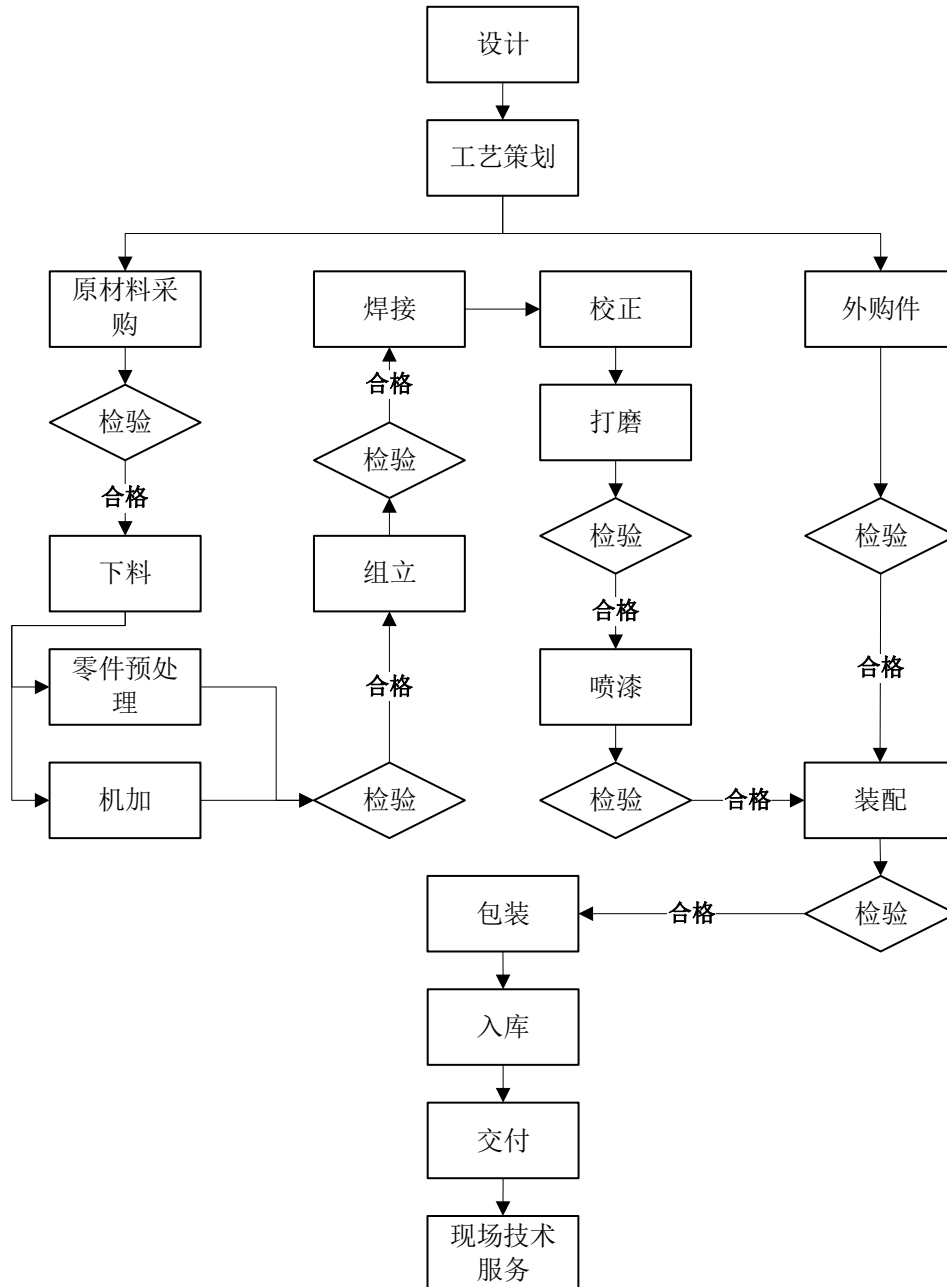 设计
工艺策划
原材料采
购
焊接
校正
外购件
检验
合格
打磨
检验
合格
检验
检验
下料
组立
合格
合格
零件预处
理
合格
喷漆
机加
检验
检验
合格
装配
包装
合格
检验
入库
交付
现场技术
服务